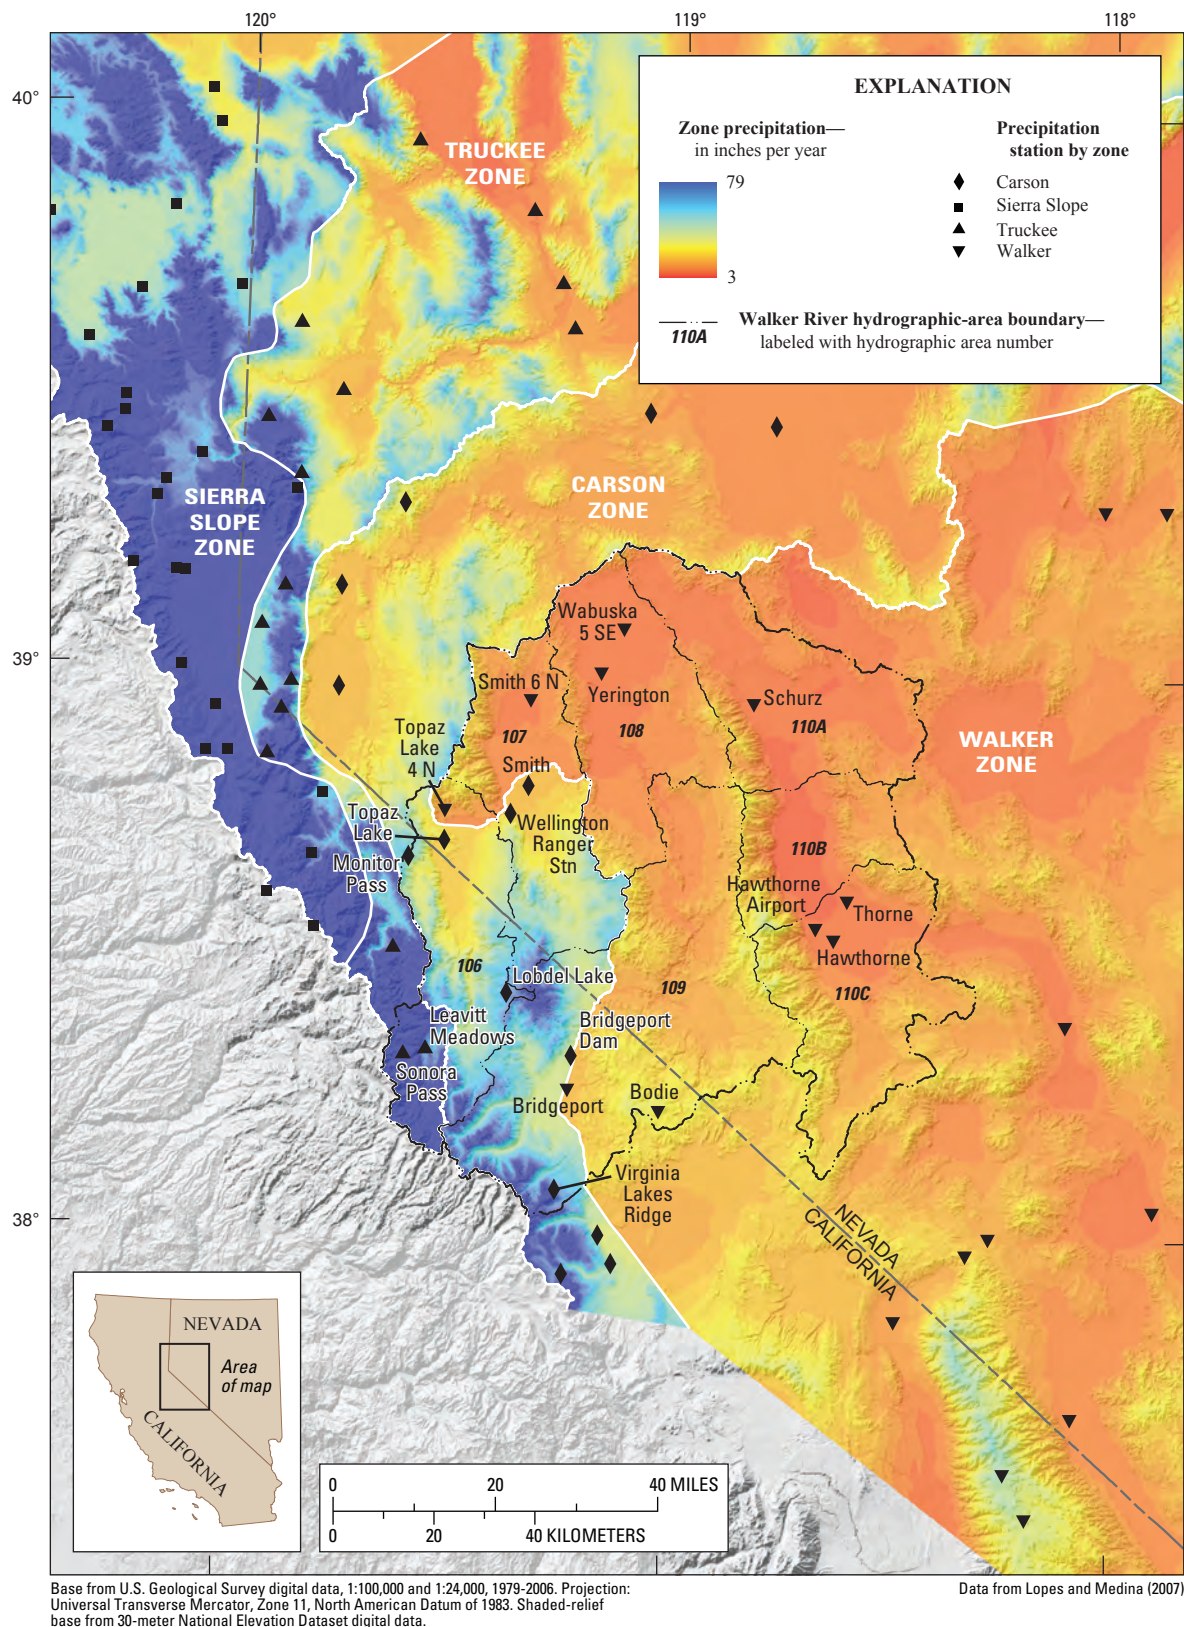 120°
119°
118°
40°
39°
38°
EXPLANATION
Zone precipitation—
in inches per year
79
3
Precipitation
station by zone
Carson
Sierra Slope
Truckee
Walker
110A
Walker River hydrographic-area boundary—
labeled with hydrographic area number
TRUCKEE
ZONE
CARSON
ZONE
SIERRA
SLOPE
ZONE
WALKER
ZONE
Wabuska
5 SE
Smith 6 N
Yerington
Schurz
107
108
110A
Topaz
Lake
4 N
Smith
Topaz
Lake
Wellington
Ranger
Stn
Monitor
Pass
110B
Hawthorne
Airport
Thorne
Hawthorne
106
Lobdel Lake
109
110C
Leavitt
Meadows
Bridgeport
Dam
Sonora
Pass
Bridgeport
Bodie
Virginia
Lakes
Ridge
NEVADA
CALIFORNIA
NEVADA
Area
of map
CALIFORNIA
0 20 40 MILES
0 20 40 KILOMETERS
Base from U.S. Geological Survey digital data, 1:100,000 and 1:24,000, 1979-2006. Projection:
Universal Transverse Mercator, Zone 11, North American Datum of 1983. Shaded-relief
base from 30-meter National Elevation Dataset digital data.
Data from Lopes and Medina (2007)